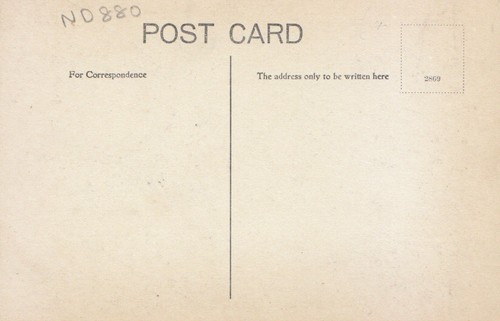 ND880
POST CARD
For Correspondence
The address only to be written here
2869